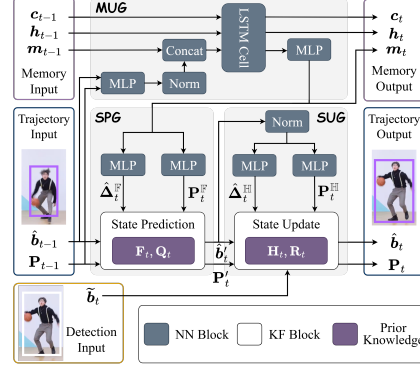 MUG
c_{t−1}
h_{t−1}
m_{t−1}
Memory
Input
Concat
LSTM Cell
MLP
MLP
Norm
c_t
h_t
m_t
Memory
Output
Trajectory
Input
b̂_{t−1}
P_{t−1}
SPG
MLP
MLP
Δ̂_t^𝔽
P_t^𝔽
State Prediction
F_t, Q_t
b̂′_t
P′_t
SUG
Norm
MLP
MLP
Δ̂_t^ℍ
P_t^ℍ
State Update
H_t, R_t
Trajectory
Output
b̂_t
P_t
b̃_t
Detection
Input
NN Block
KF Block
Prior
Knowledge